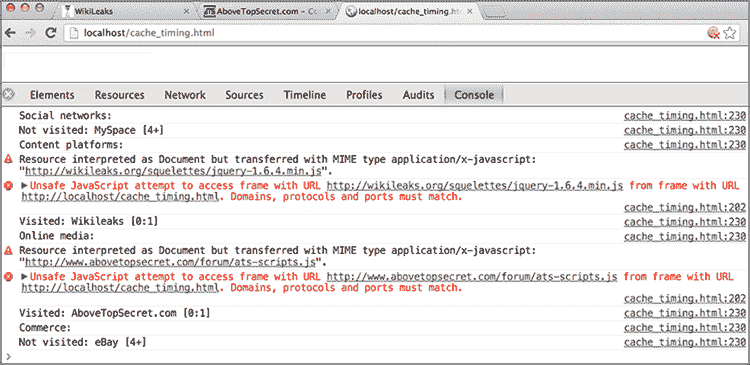 WikiLeaks
AboveTopSecret.com – Co
localhost/cache_timing.html
localhost/cache_timing.html
Elements Resources Network Sources Timeline Profiles Audits Console
Social networks: cache_timing.html:230
Not visited: MySpace [4+] cache_timing.html:230
Content platforms: cache_timing.html:230
Resource interpreted as Document but transferred with MIME type application/x-javascript:
"http://wikileaks.org/squelettes/jquery-1.6.4.min.js".
Unsafe JavaScript attempt to access frame with URL http://wikileaks.org/squelettes/jquery-1.6.4.min.js from frame with URL
http://localhost/cache_timing.html. Domains, protocols and ports must match.
cache_timing.html:202
Visited: Wikileaks [0:1] cache_timing.html:230
Online media: cache_timing.html:230
Resource interpreted as Document but transferred with MIME type application/x-javascript:
"http://www.abovetopsecret.com/forum/ats-scripts.js".
Unsafe JavaScript attempt to access frame with URL http://www.abovetopsecret.com/forum/ats-scripts.js from frame with URL
http://localhost/cache_timing.html. Domains, protocols and ports must match.
cache_timing.html:202
Visited: AboveTopSecret.com [0:1] cache_timing.html:230
Commerce: cache_timing.html:230
Not visited: eBay [4+] cache_timing.html:230